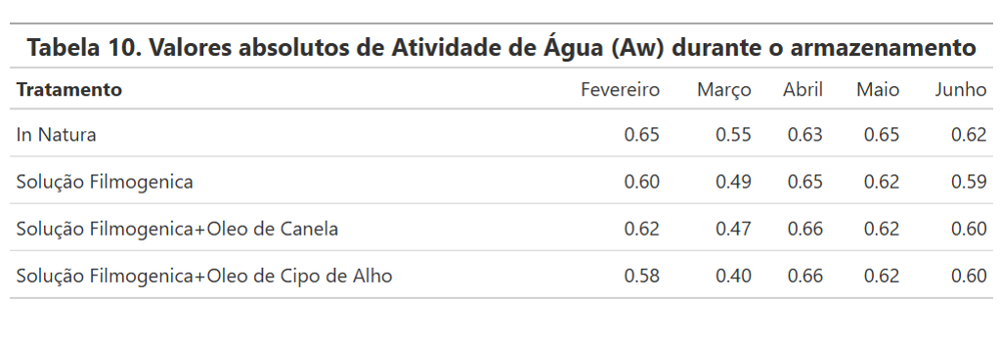 Tabela 10. Valores absolutos de Atividade de Água (Aw) durante o armazenamento
Tratamento Fevereiro Março Abril Maio Junho
In Natura 0.65 0.55 0.63 0.65 0.62
Solução Filmogenica 0.60 0.49 0.65 0.62 0.59
Solução Filmogenica+Oleo de Canela 0.62 0.47 0.66 0.62 0.60
Solução Filmogenica+Oleo de Cipo de Alho 0.58 0.40 0.66 0.62 0.60